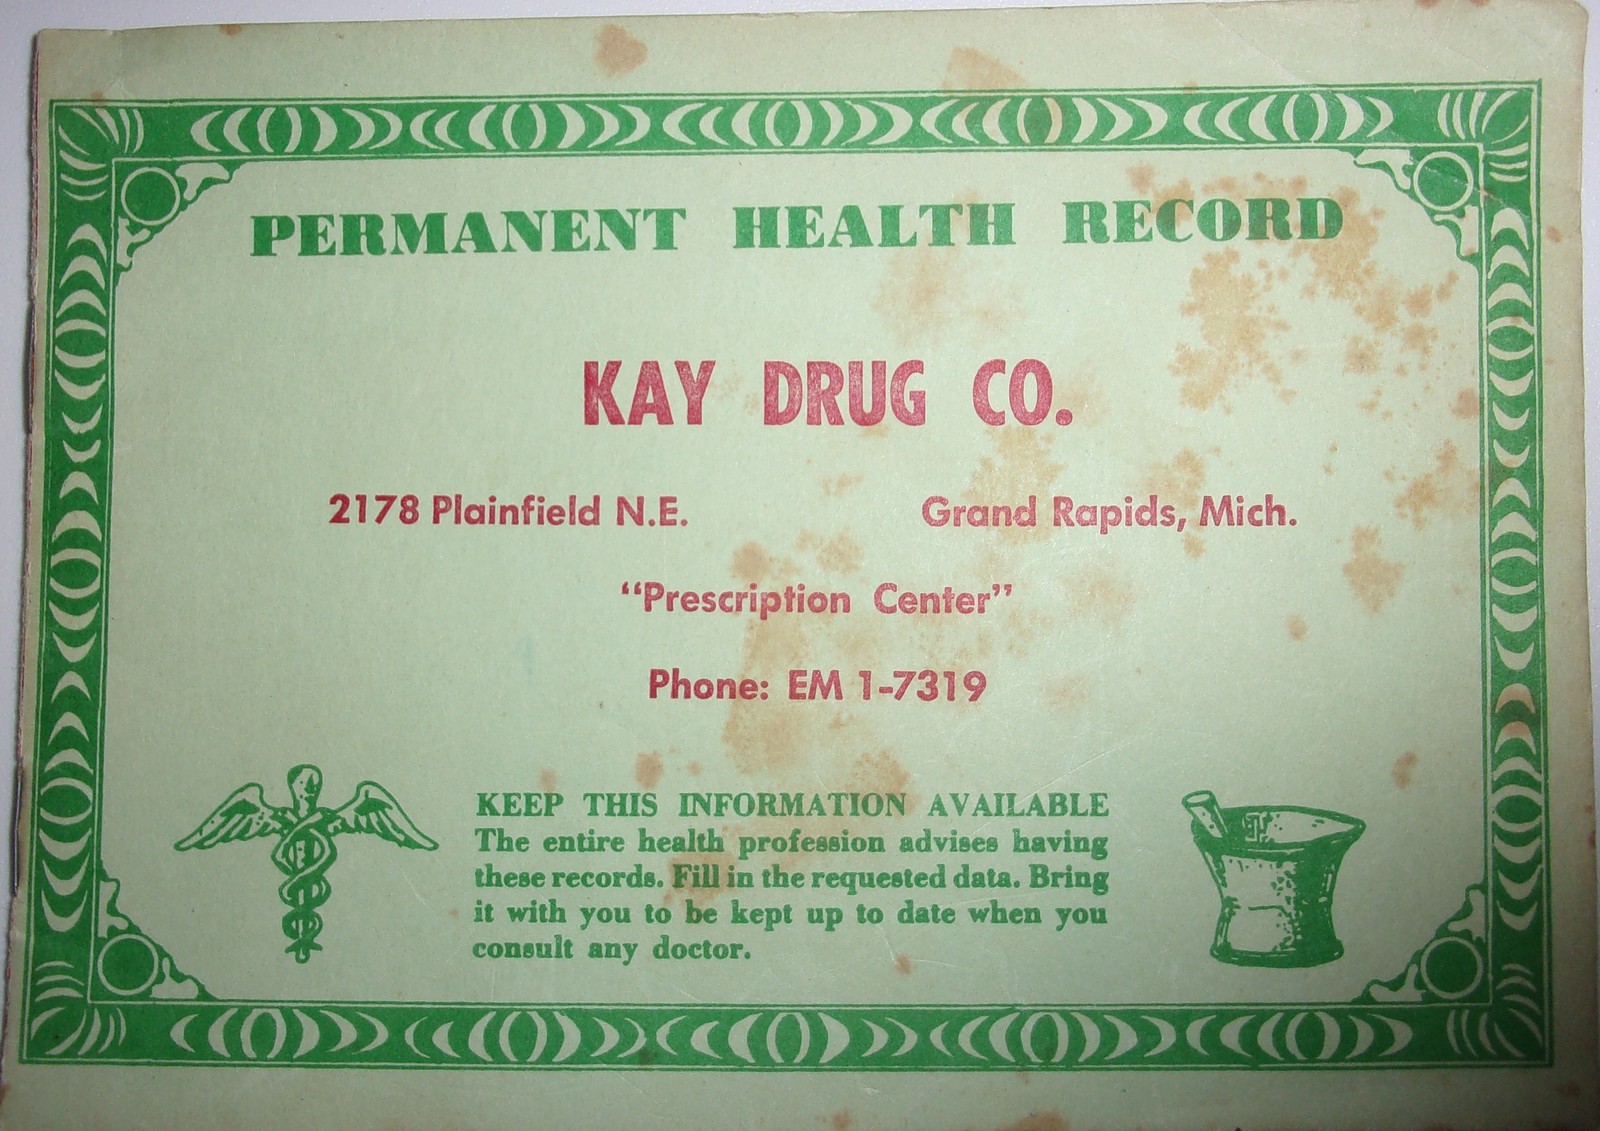 PERMANENT HEALTH RECORD
KAY DRUG CO.
2178 Plainfield N.E. Grand Rapids, Mich.
“Prescription Center”
Phone: EM 1-7319
KEEP THIS INFORMATION AVAILABLE
The entire health profession advises having
these records. Fill in the requested data. Bring
it with you to be kept up to date when you
consult any doctor.